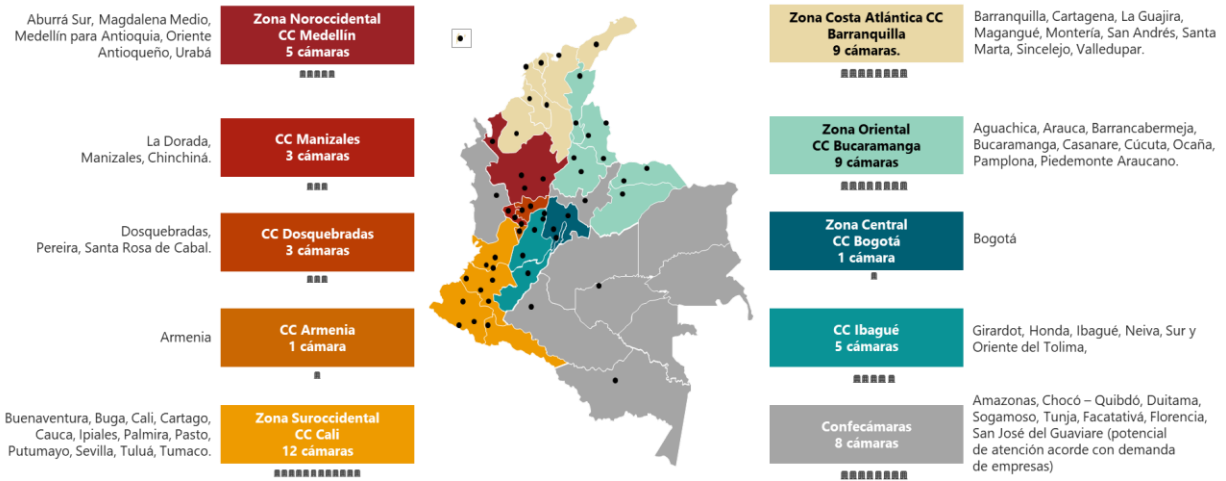 Aburrá Sur, Magdalena Medio,
Medellín para Antioquia, Oriente
Antioqueño, Urabá
Zona Noroccidental
CC Medellín
5 cámaras
La Dorada,
Manizales, Chinchiná.
CC Manizales
3 cámaras
Dosquebradas,
Pereira, Santa Rosa de Cabal.
CC Dosquebradas
3 cámaras
Armenia
CC Armenia
1 cámara
Buenaventura, Buga, Cali, Cartago,
Cauca, Ipiales, Palmira, Pasto,
Putumayo, Sevilla, Tuluá, Tumaco.
Zona Suroccidental
CC Cali
12 cámaras
Zona Costa Atlántica CC
Barranquilla
9 cámaras.
Barranquilla, Cartagena, La Guajira,
Magangué, Montería, San Andrés, Santa
Marta, Sincelejo, Valledupar.
Zona Oriental
CC Bucaramanga
9 cámaras
Aguachica, Arauca, Barrancabermeja,
Bucaramanga, Casanare, Cúcuta, Ocaña,
Pamplona, Piedemonte Araucano.
Zona Central
CC Bogotá
1 cámara
Bogotá
CC Ibagué
5 cámaras
Girardot, Honda, Ibagué, Neiva, Sur y
Oriente del Tolima,
Confecámaras
8 cámaras
Amazonas, Chocó – Quibdó, Duitama,
Sogamoso, Tunja, Facatativá, Florencia,
San José del Guaviare (potencial
de atención acorde con demanda
de empresas)